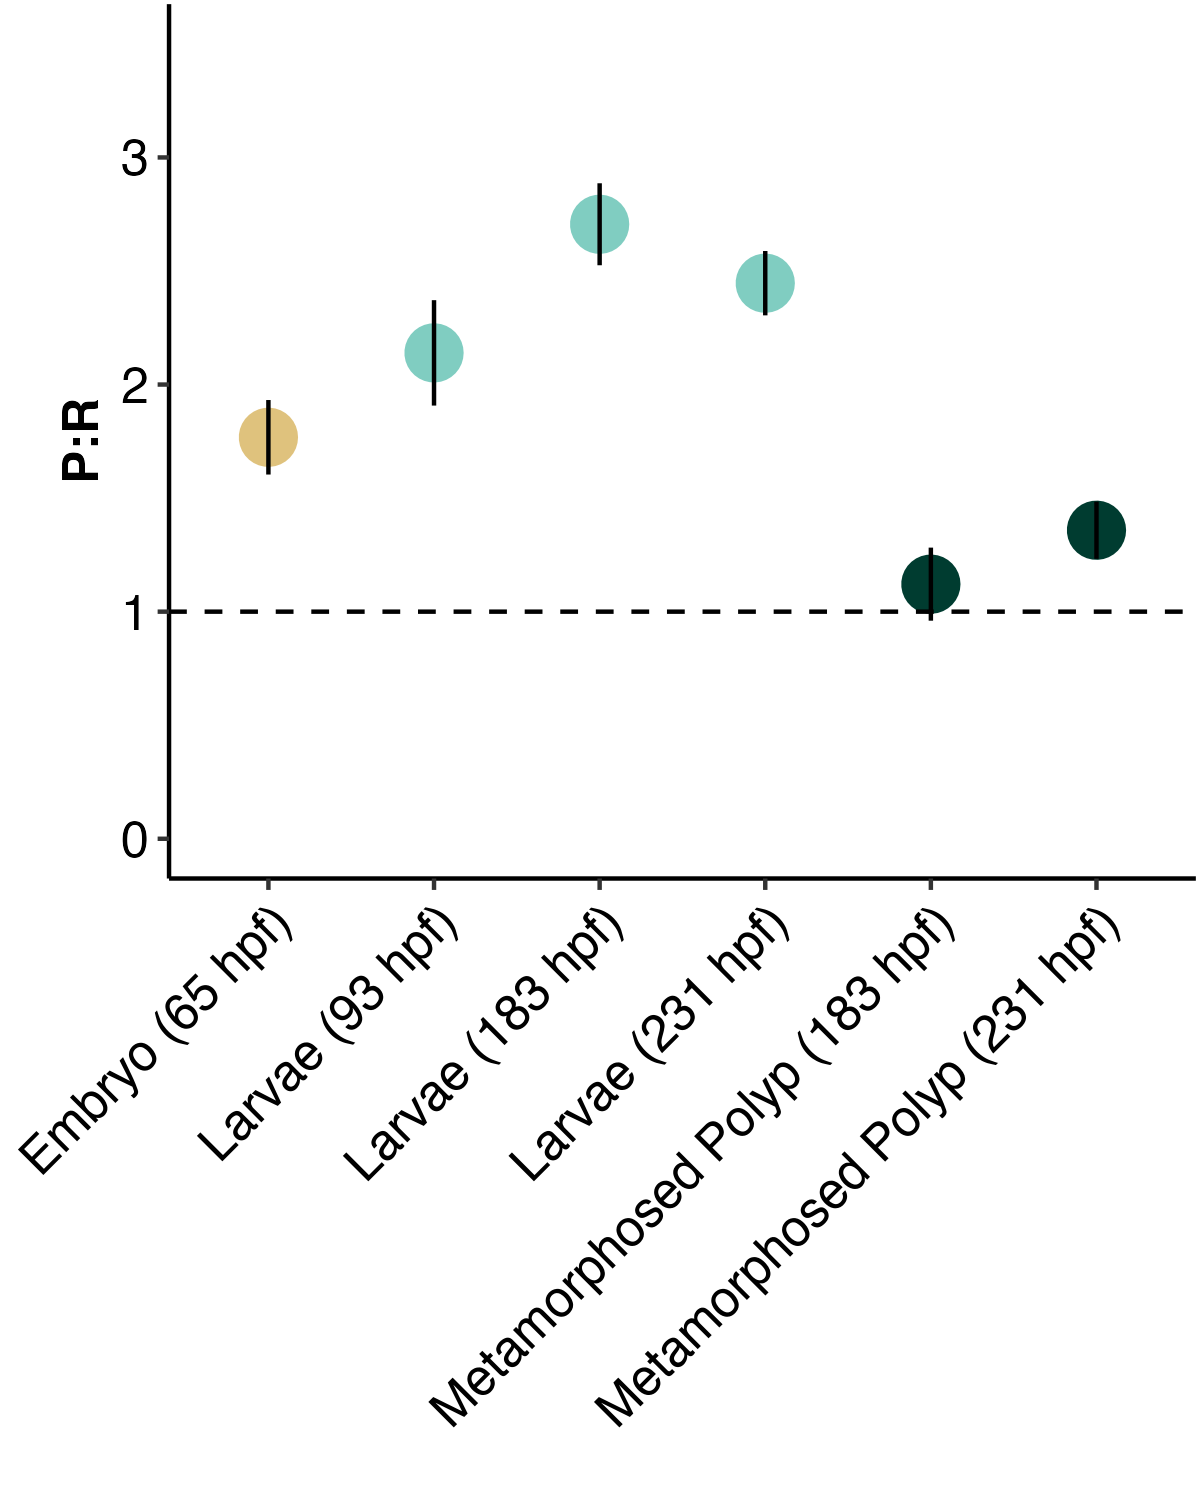 P:R
3
2
1
0
Embryo (65 hpf)
Larvae (93 hpf)
Larvae (183 hpf)
Larvae (231 hpf)
Metamorphosed Polyp (183 hpf)
Metamorphosed Polyp (231 hpf)